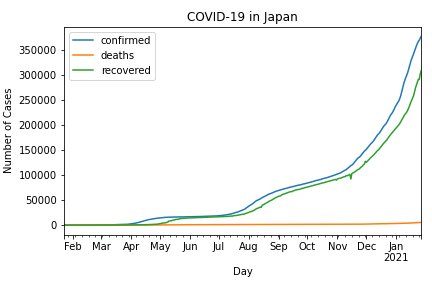 COVID-19 in Japan
confirmed
deaths
recovered
Number of Cases
350000
300000
250000
200000
150000
100000
50000
0
Feb Mar Apr May Jun Jul Aug Sep Oct Nov Dec Jan
2021
Day